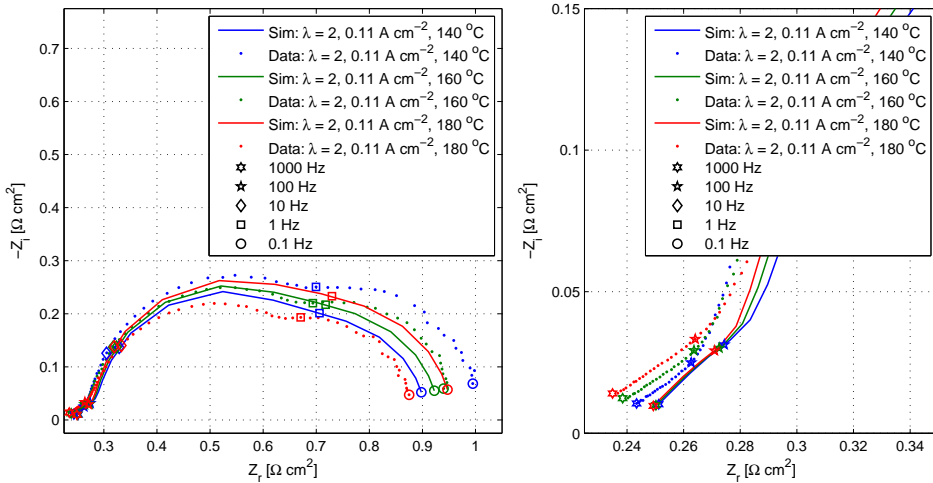 0.7
0.6
0.5
0.4
0.3
0.2
0.1
0
−Z_i [Ω cm²]
0.3 0.4 0.5 0.6 0.7 0.8 0.9 1
Z_r [Ω cm²]
Sim: λ = 2, 0.11 A cm⁻², 140 °C
Data: λ = 2, 0.11 A cm⁻², 140 °C
Sim: λ = 2, 0.11 A cm⁻², 160 °C
Data: λ = 2, 0.11 A cm⁻², 160 °C
Sim: λ = 2, 0.11 A cm⁻², 180 °C
Data: λ = 2, 0.11 A cm⁻², 180 °C
1000 Hz
100 Hz
10 Hz
1 Hz
0.1 Hz
0.15
0.1
0.05
0
−Z_i [Ω cm²]
0.24 0.26 0.28 0.3 0.32 0.34
Z_r [Ω cm²]
Sim: λ = 2, 0.11 A cm⁻², 140 °C
Data: λ = 2, 0.11 A cm⁻², 140 °C
Sim: λ = 2, 0.11 A cm⁻², 160 °C
Data: λ = 2, 0.11 A cm⁻², 160 °C
Sim: λ = 2, 0.11 A cm⁻², 180 °C
Data: λ = 2, 0.11 A cm⁻², 180 °C
1000 Hz
100 Hz
10 Hz
1 Hz
0.1 Hz